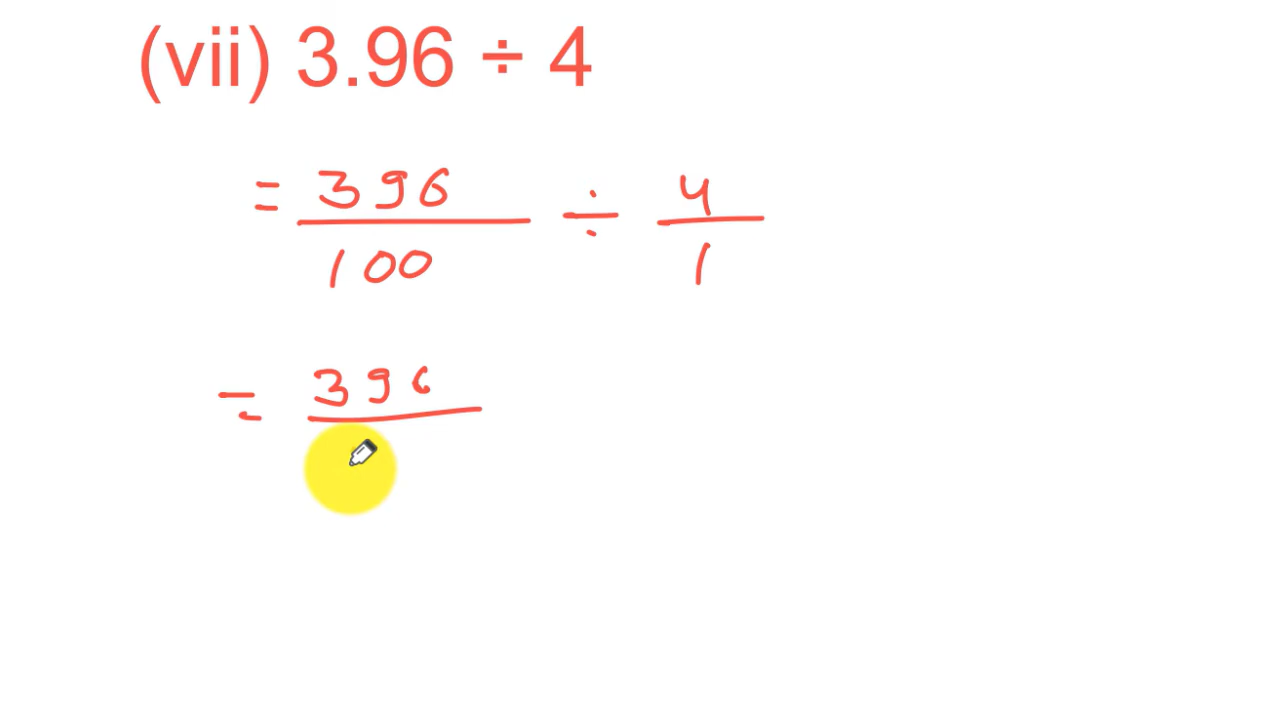 (vii) 3.96 ÷ 4
= 396/100 ÷ 4/1
= 396